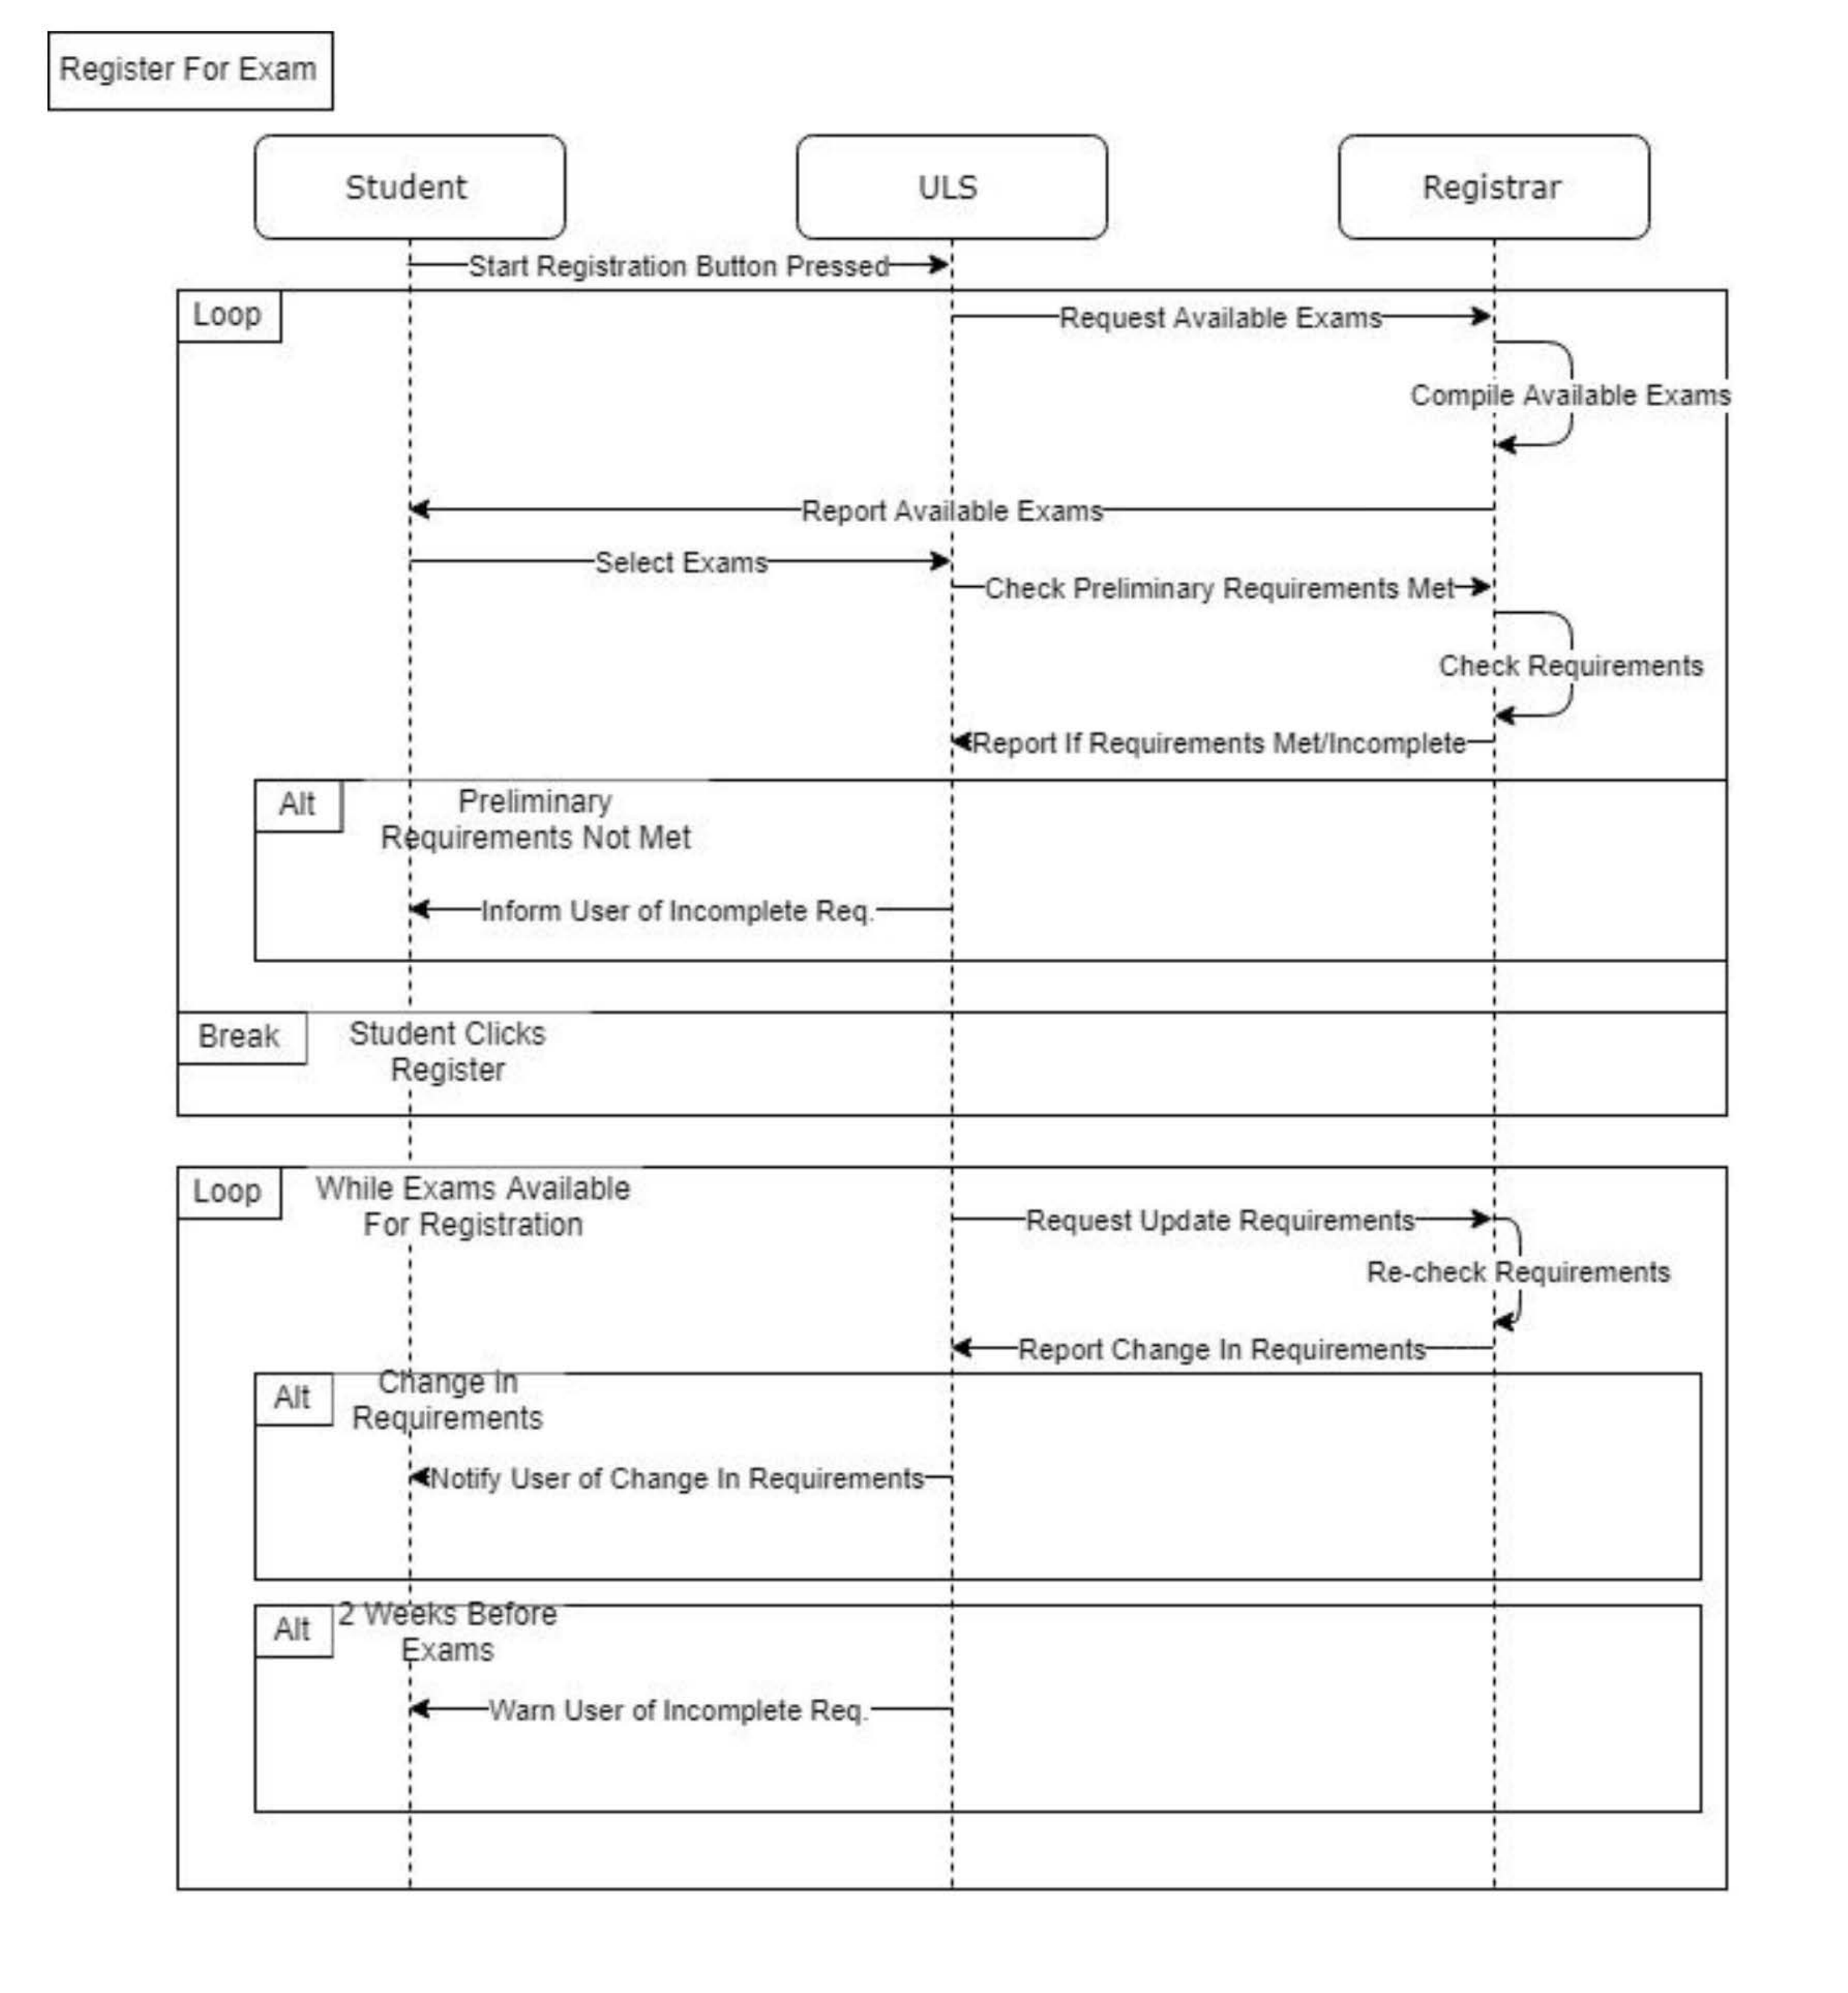 Register For Exam
Student
ULS
Registrar
Start Registration Button Pressed
Loop
Request Available Exams
Compile Available Exams
Report Available Exams
Select Exams
Check Preliminary Requirements Met
Check Requirements
Report If Requirements Met/Incomplete
Alt
Preliminary
Requirements Not Met
Inform User of Incomplete Req.
Break
Student Clicks
Register
Loop
While Exams Available
For Registration
Request Update Requirements
Re-check Requirements
Report Change In Requirements
Alt
Change In
Requirements
Notify User of Change In Requirements
Alt
2 Weeks Before
Exams
Warn User of Incomplete Req.